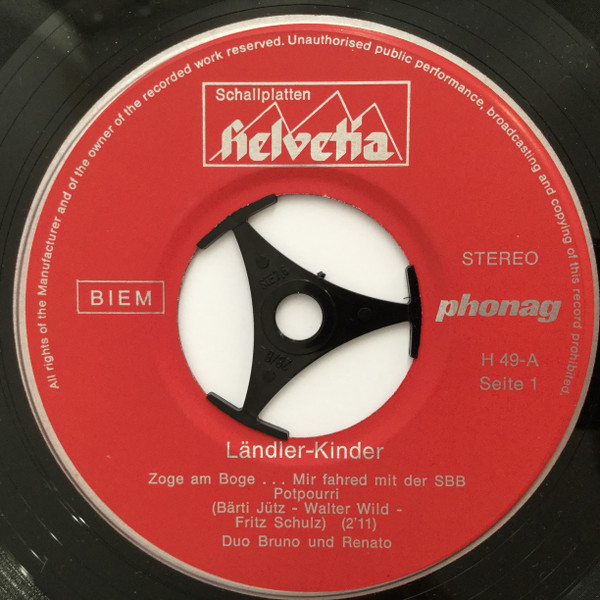 All rights of the Manufacturer and of the owner of the recorded work reserved. Unauthorised public performance, broadcasting and copying of this record prohibited.
Schallplatten
Helvetia
BIEM
STEREO
phonag
H 49-A
Seite 1
Ländler-Kinder
Zoge am Boge . . . Mir fahred mit der SBB
Potpourri
(Bärti Jütz - Walter Wild -
Fritz Schulz) (2'11)
Duo Bruno und Renato